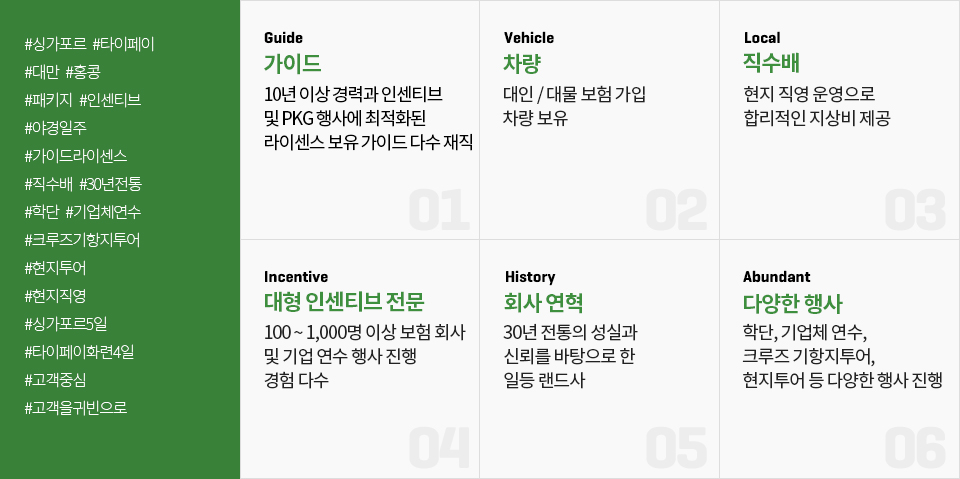 #싱가포르 #타이페이
#대만 #홍콩
#패키지 #인센티브
#야경일주
#가이드라이센스
#직수배 #30년전통
#학단 #기업체연수
#크루즈기항지투어
#현지투어
#현지직영
#싱가포르5일
#타이페이화련4일
#고객중심
#고객을귀빈으로
Guide
가이드
10년 이상 경력과 인센티브
및 PKG 행사에 최적화된
라이센스 보유 가이드 다수 재직
01
Vehicle
차량
대인 / 대물 보험 가입
차량 보유
02
Local
직수배
현지 직영 운영으로
합리적인 지상비 제공
03
Incentive
대형 인센티브 전문
100 ~ 1,000명 이상 보험 회사
및 기업 연수 행사 진행
경험 다수
04
History
회사 연혁
30년 전통의 성실과
신뢰를 바탕으로 한
일등 랜드사
05
Abundant
다양한 행사
학단, 기업체 연수,
크루즈 기항지투어,
현지투어 등 다양한 행사 진행
06